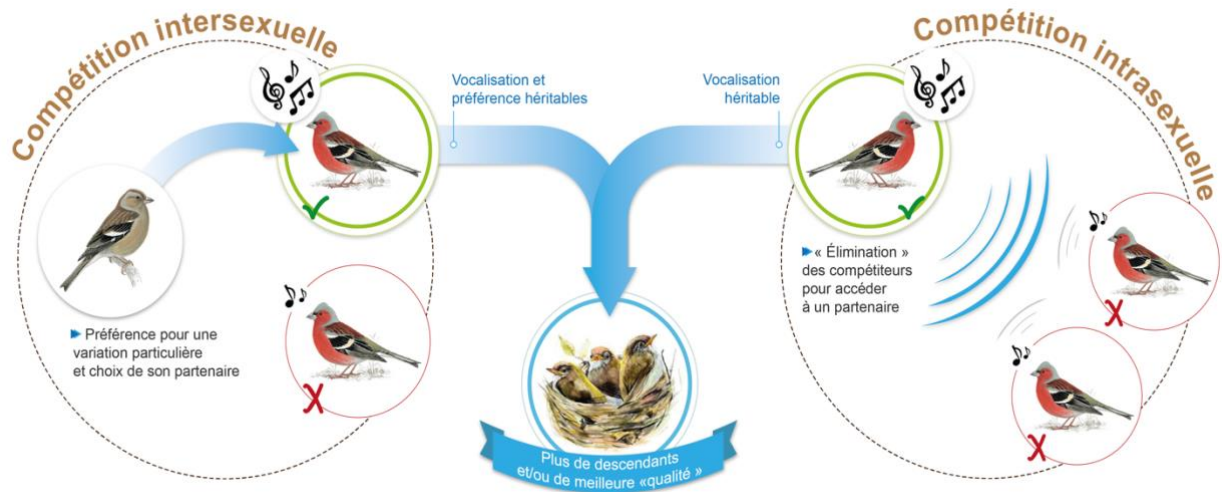 Compétition intersexuelle
Vocalisation et
préférence héritables
Préférence pour une
variation particulière
et choix de son partenaire
Vocalisation
héritable
Compétition intrasexuelle
« Élimination »
des compétiteurs
pour accéder
à un partenaire
Plus de descendants
et/ou de meilleure «qualité »